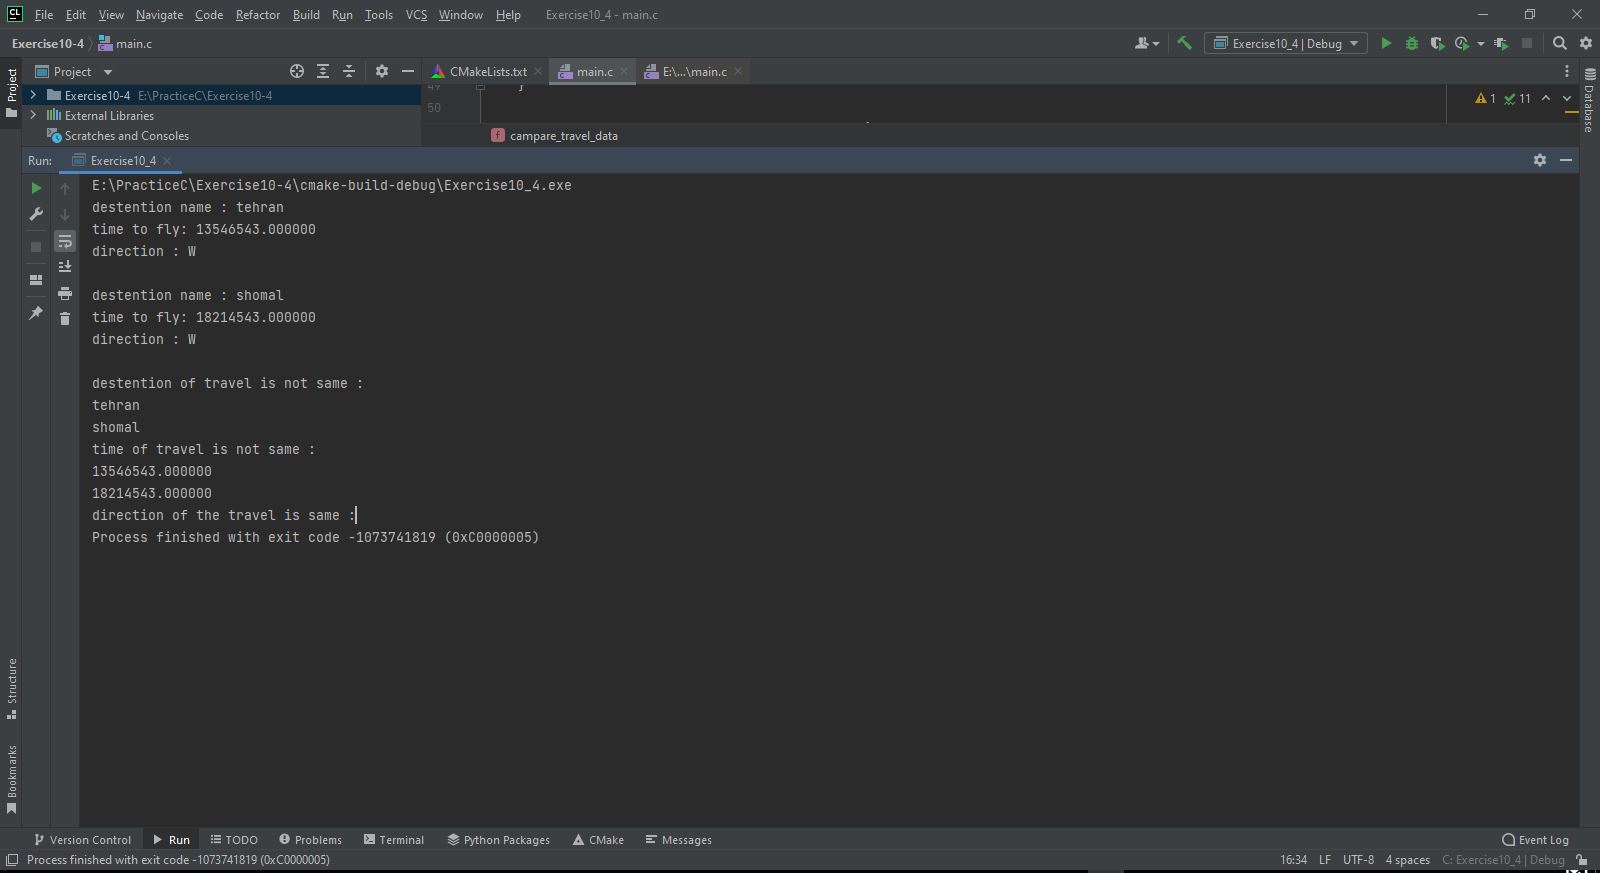 CL File Edit View Navigate Code Refactor Build Run Tools VCS Window Help Exercise10_4 - main.c
Exercise10-4 main.c Exercise10_4 | Debug
Project CMakeLists.txt main.c E:\...\main.c
Project
Exercise10-4 E:\PracticeC\Exercise10-4
External Libraries
Scratches and Consoles
49 }
50
1 11
campare_travel_data
Database
Run: Exercise10_4
E:\PracticeC\Exercise10-4\cmake-build-debug\Exercise10_4.exe
destention name : tehran
time to fly: 13546543.000000
direction : W
destention name : shomal
time to fly: 18214543.000000
direction : W
destention of travel is not same :
tehran
shomal
time of travel is not same :
13546543.000000
18214543.000000
direction of the travel is same :
Process finished with exit code -1073741819 (0xC0000005)
Structure
Bookmarks
Version Control Run TODO Problems Terminal Python Packages CMake Messages Event Log
Process finished with exit code -1073741819 (0xC0000005) 16:34 LF UTF-8 4 spaces C: Exercise10_4 | Debug